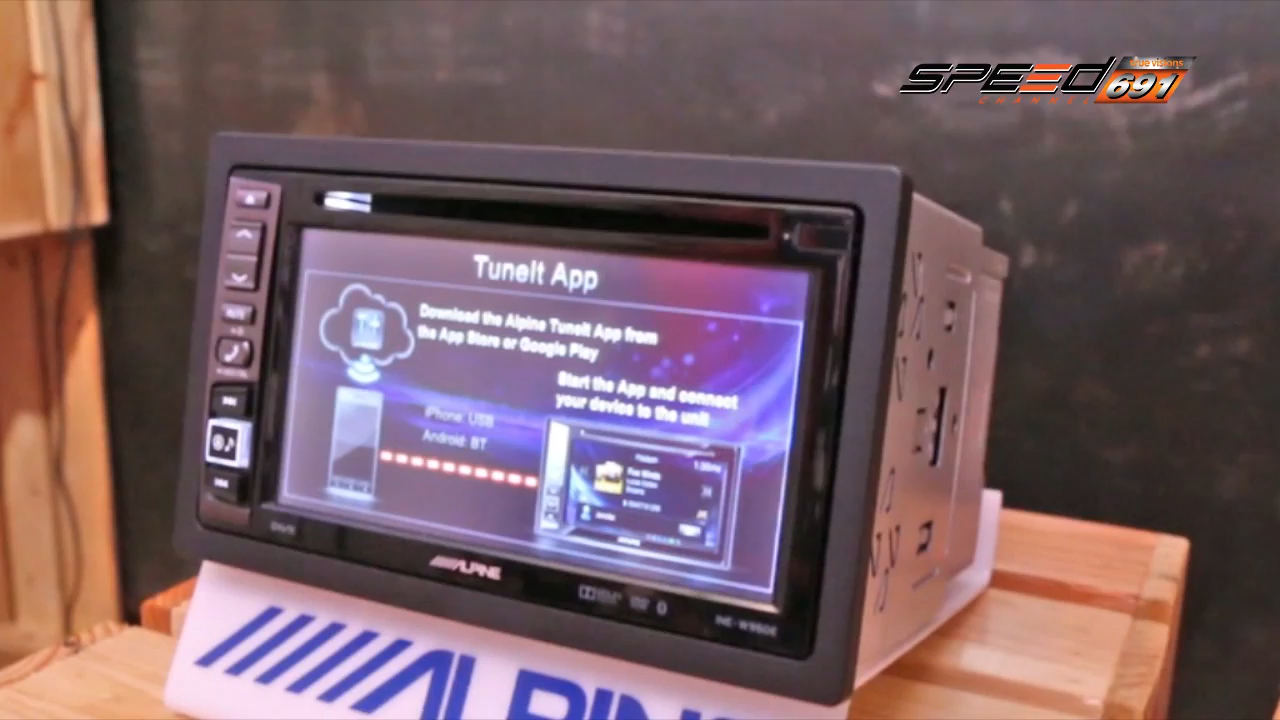 SPEED
true visions
691
CHANNEL
TuneIt App
Download the Alpine TuneIt App from
the App Store or Google Play
Start the App and connect
your device to the unit
iPhone: USB
Android: BT
MUTE
ALPINE
ALPINE